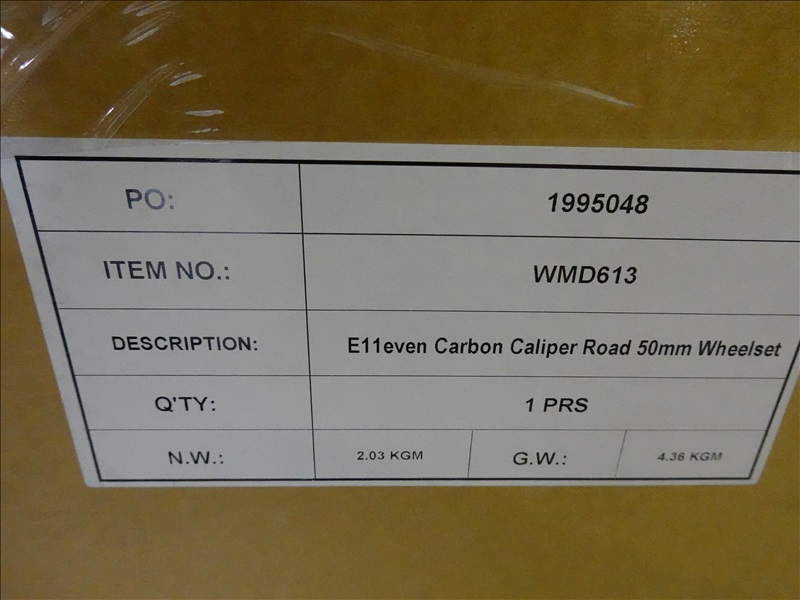 PO: 1995048
ITEM NO.: WMD613
DESCRIPTION: E11even Carbon Caliper Road 50mm Wheelset
Q'TY: 1 PRS
N.W.: 2.03 KGM G.W.: 4.36 KGM